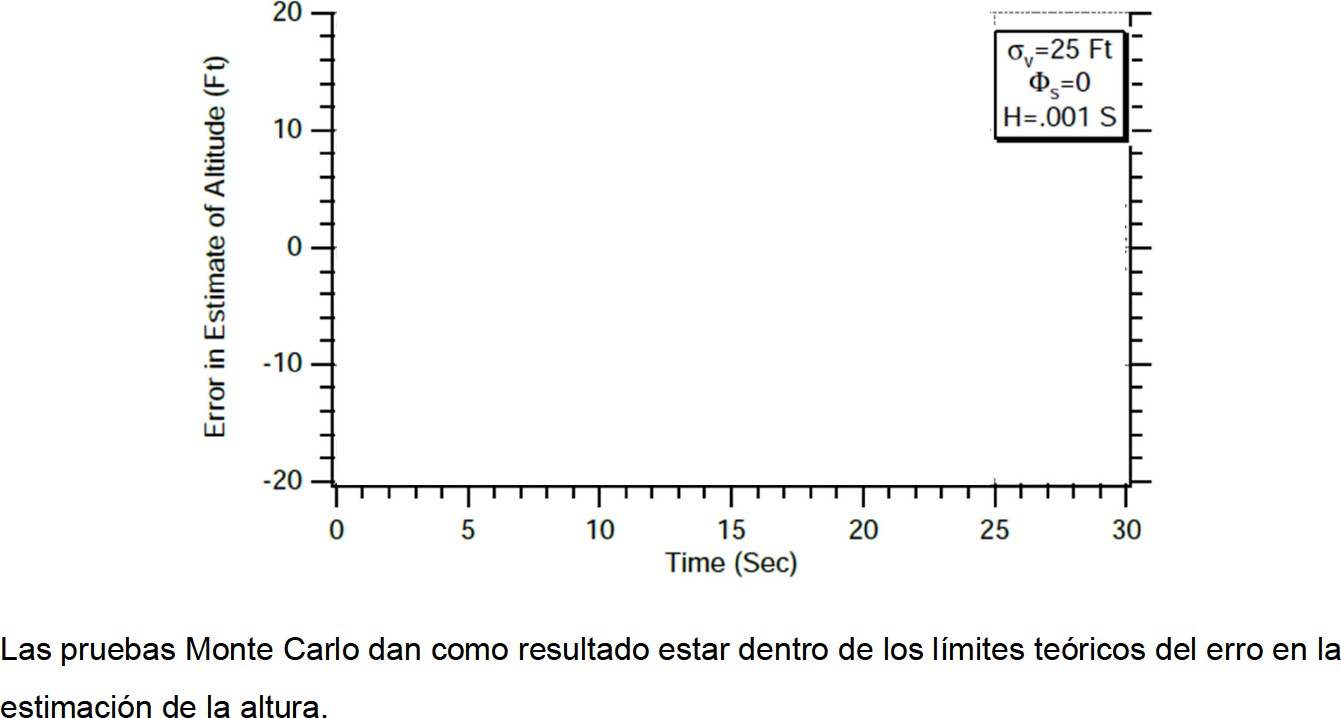 20
10
0
-10
-20
Error in Estimate of Altitude (Ft)
σv=25 Ft
Φs=0
H=.001 S
0 5 10 15 20 25 30
Time (Sec)
Las pruebas Monte Carlo dan como resultado estar dentro de los límites teóricos del erro en la
estimación de la altura.